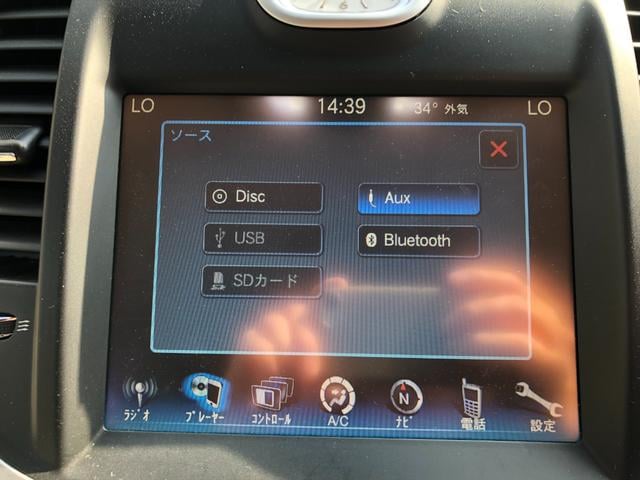 LO 14:39 34° 外気 LO
ソース
Disc Aux
USB Bluetooth
SDカード
ラジオ プレーヤー コントロール A/C ナビ 電話 設定
N